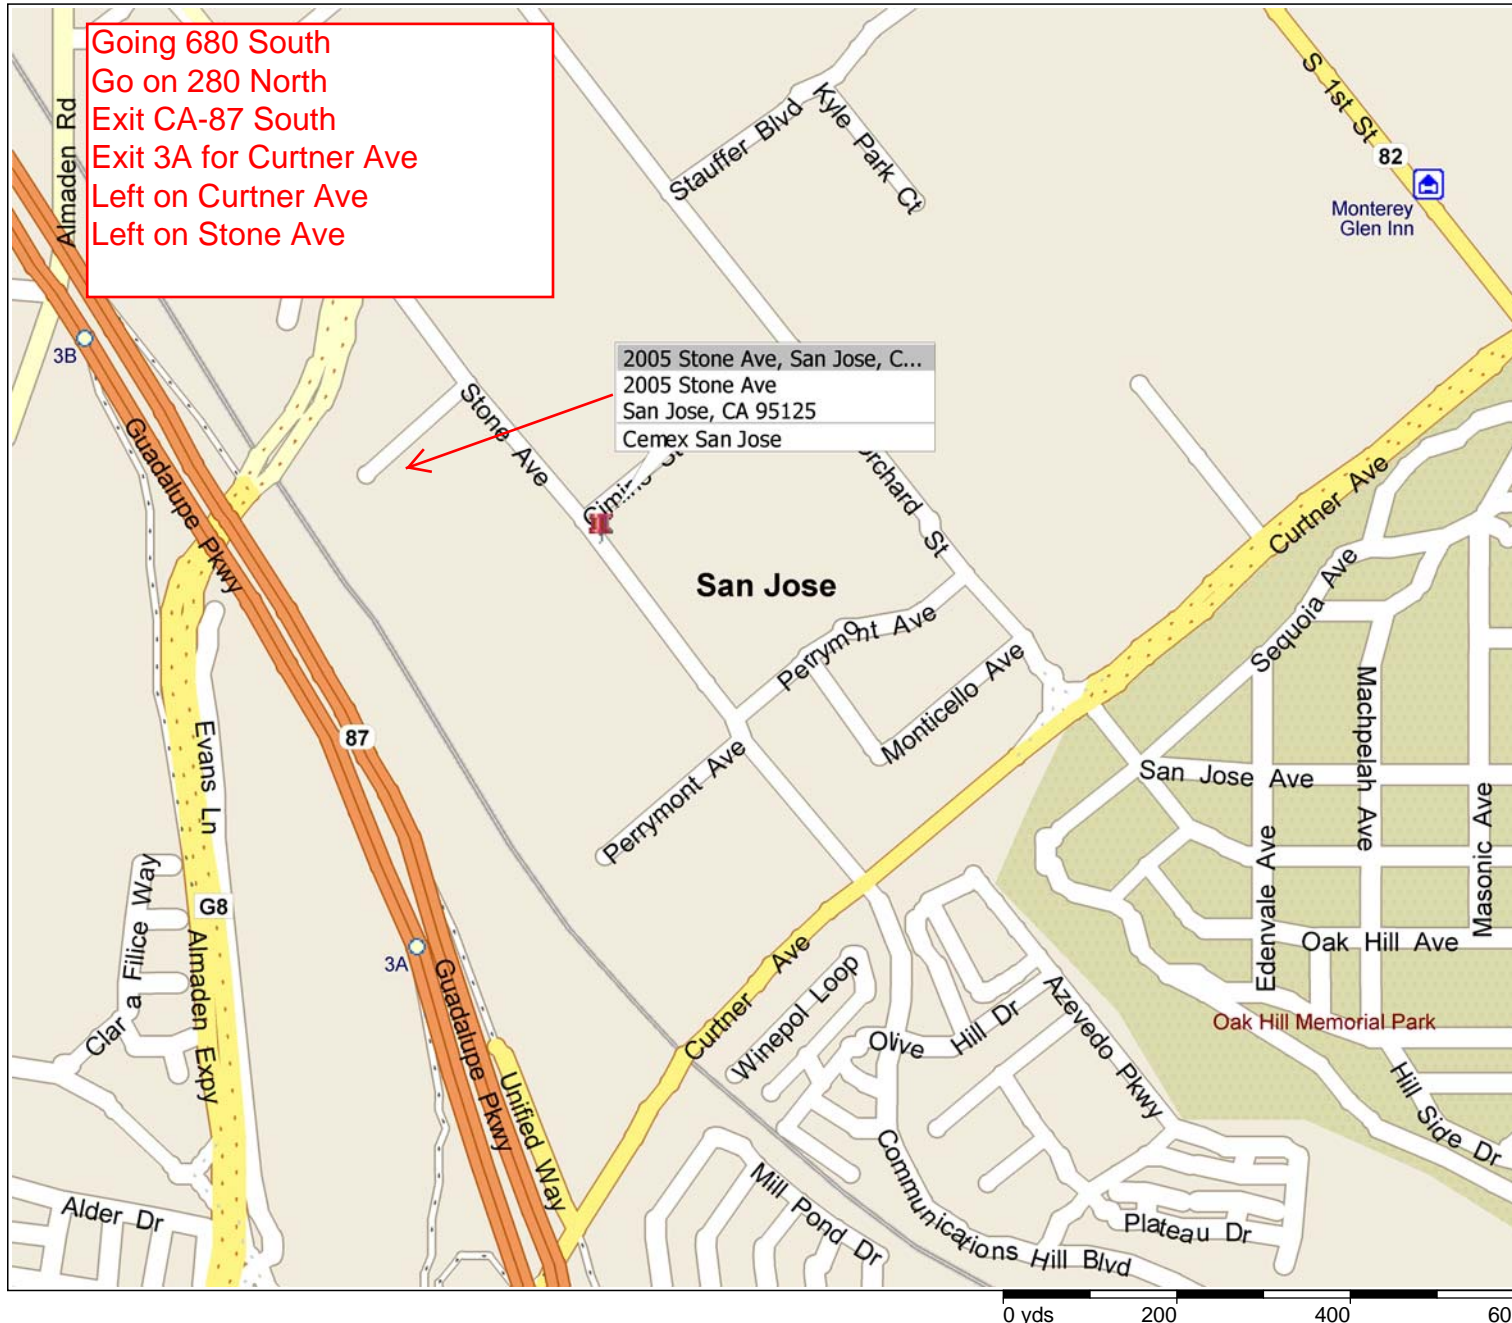 Going 680 South
Go on 280 North
Exit CA-87 South
Exit 3A for Curtner Ave
Left on Curtner Ave
Left on Stone Ave
Almaden Rd
Stauffer Blvd
Kyle Park Ct
S 1st St
82
Monterey
Glen Inn
3B
2005 Stone Ave, San Jose, C...
2005 Stone Ave
San Jose, CA 95125
Cemex San Jose
Stone Ave
Guadalupe Pkwy
Curtner Ave
San Jose
Perrymont Ave
Monticello Ave
Sequoia Ave
87
Evans Ln
Perrymont Ave
San Jose Ave
Machpelah Ave
Masonic Ave
Edenvale Ave
Clara Filice Way
G8
Almaden Expy
3A
Guadalupe Pkwy
Curtner Ave
Winepol Loop
Olive Hill Dr
Azevedo Pkwy
Oak Hill Ave
Oak Hill Memorial Park
Hill Side Dr
Unified Way
Mill Pond Dr
Communications Hill Blvd
Plateau Dr
Alder Dr
0 yds
200
400